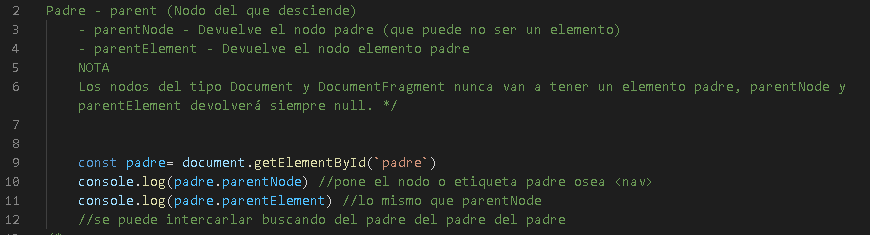 2 Padre - parent (Nodo del que desciende)
3 - parentNode - Devuelve el nodo padre (que puede no ser un elemento)
4 - parentElement - Devuelve el nodo elemento padre
5 NOTA
6 Los nodos del tipo Document y DocumentFragment nunca van a tener un elemento padre, parentNode y
parentElement devolverá siempre null. */
7
8
9 const padre= document.getElementById(`padre`)
10 console.log(padre.parentNode) //pone el nodo o etiqueta padre osea <nav>
11 console.log(padre.parentElement) //lo mismo que parentNode
12 //se puede intercarlar buscando del padre del padre del padre